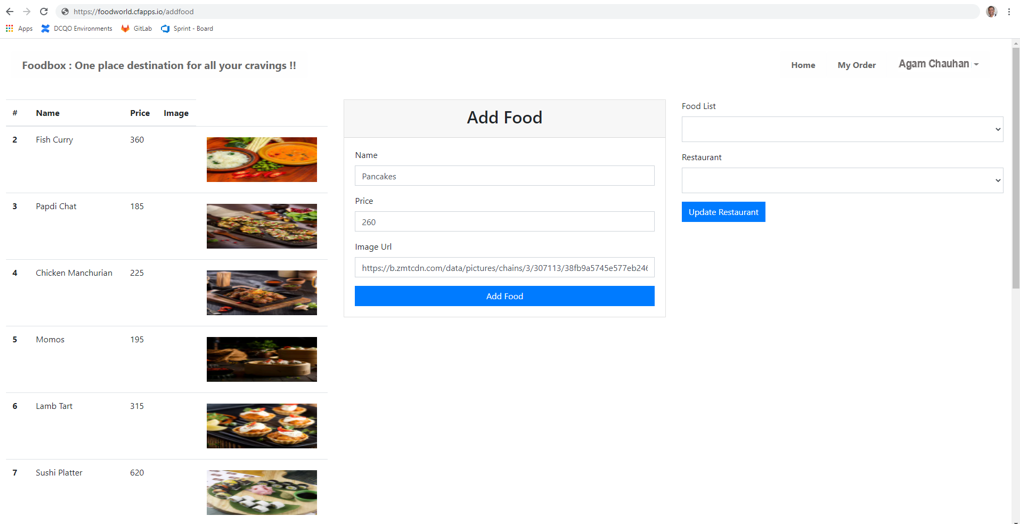 https://foodworld.cfapps.io/addfood
Apps DCQO Environments GitLab Sprint - Board
Foodbox : One place destination for all your cravings !!
Home My Order Agam Chauhan
# Name Price Image
2 Fish Curry 360
3 Papdi Chat 185
4 Chicken Manchurian 225
5 Momos 195
6 Lamb Tart 315
7 Sushi Platter 620
Add Food
Name
Pancakes
Price
260
Image Url
https://b.zmtcdn.com/data/pictures/chains/3/307113/38fb9a5745e577eb246
Add Food
Food List
Restaurant
Update Restaurant